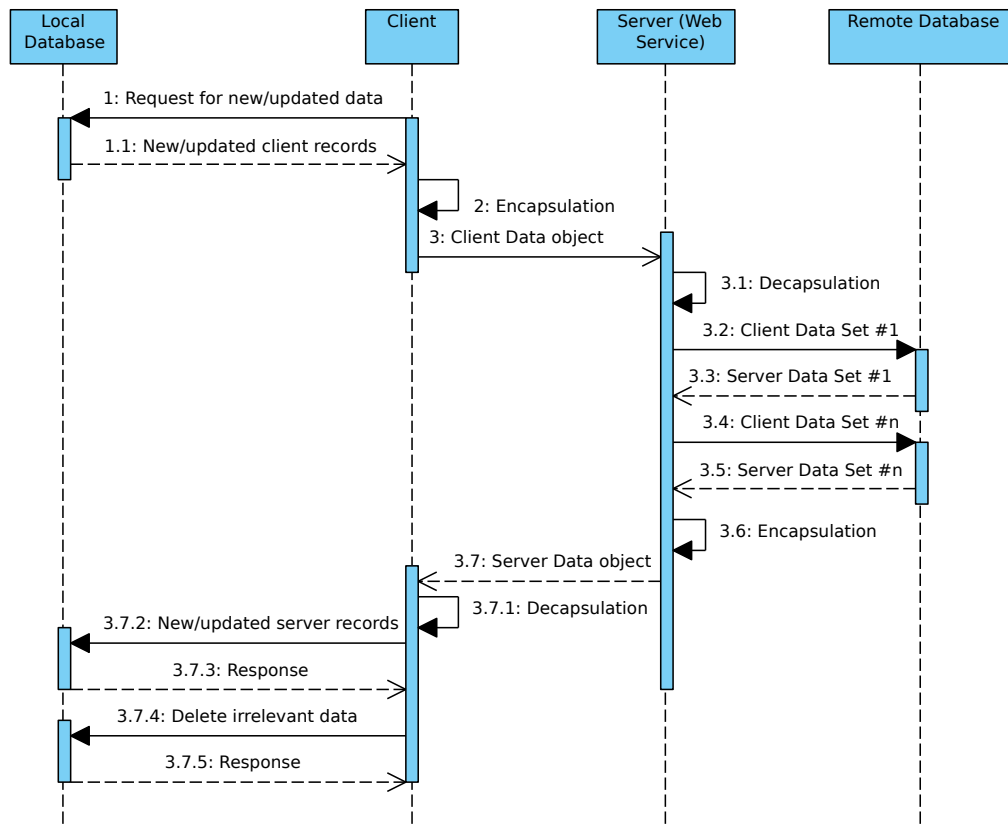 Local
Database
Client
Server (Web
Service)
Remote Database
1: Request for new/updated data
1.1: New/updated client records
2: Encapsulation
3: Client Data object
3.1: Decapsulation
3.2: Client Data Set #1
3.3: Server Data Set #1
3.4: Client Data Set #n
3.5: Server Data Set #n
3.6: Encapsulation
3.7: Server Data object
3.7.1: Decapsulation
3.7.2: New/updated server records
3.7.3: Response
3.7.4: Delete irrelevant data
3.7.5: Response